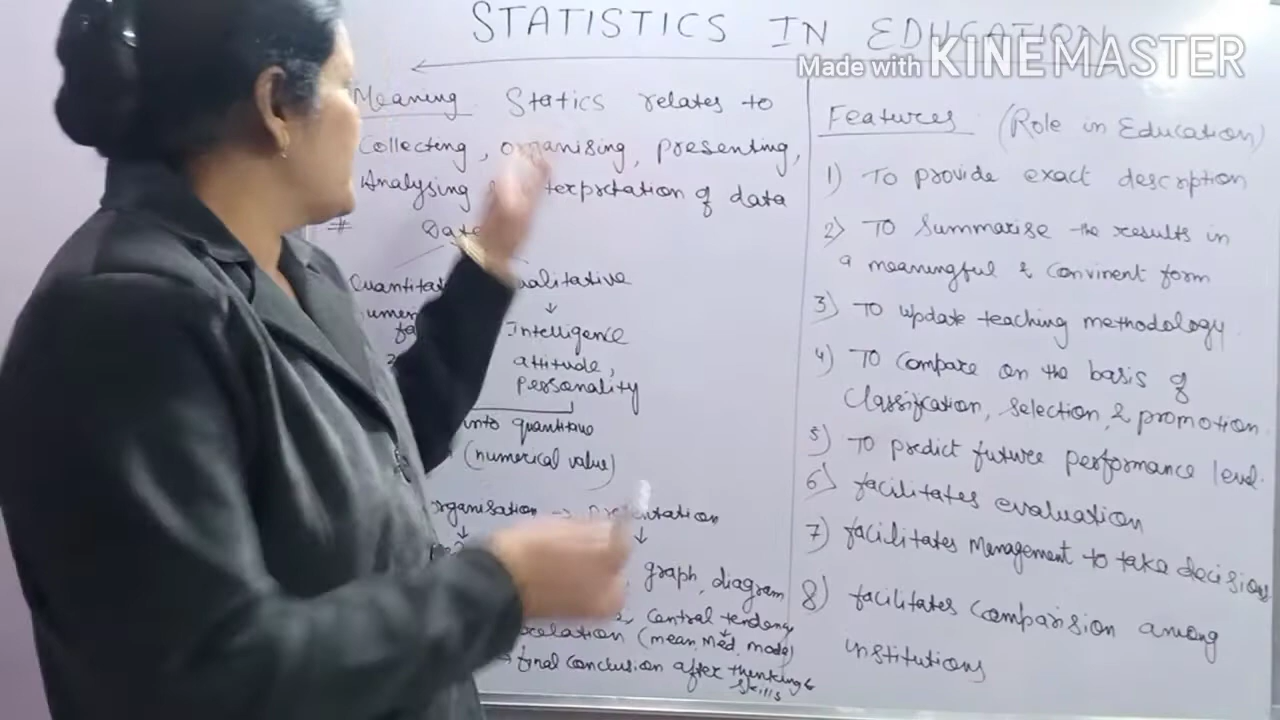 STATISTICS IN EDUCATION
Made with KINEMASTER
Meaning Statics relates to
Collecting, organising, presenting,
Analysing of data
#
Qualitative
Intelligence
attitude,
personality
into quantitave
(numerical value)
organisation → presentation
graph, diagram
central tendency
(mean, med, mode)
→ final conclusion after thinking &
skills
Features (Role in Education)
1) To provide exact description
2) To Summarise the results in
a meaningful & convinent form
3) To update teaching methodology.
4) To compare on the basis of
Classification, selection, & promotion.
5) To predict future performance level.
6) facilitates evaluation
7) facilitates Management to take decisions
8) facilitates comparision among
institutions